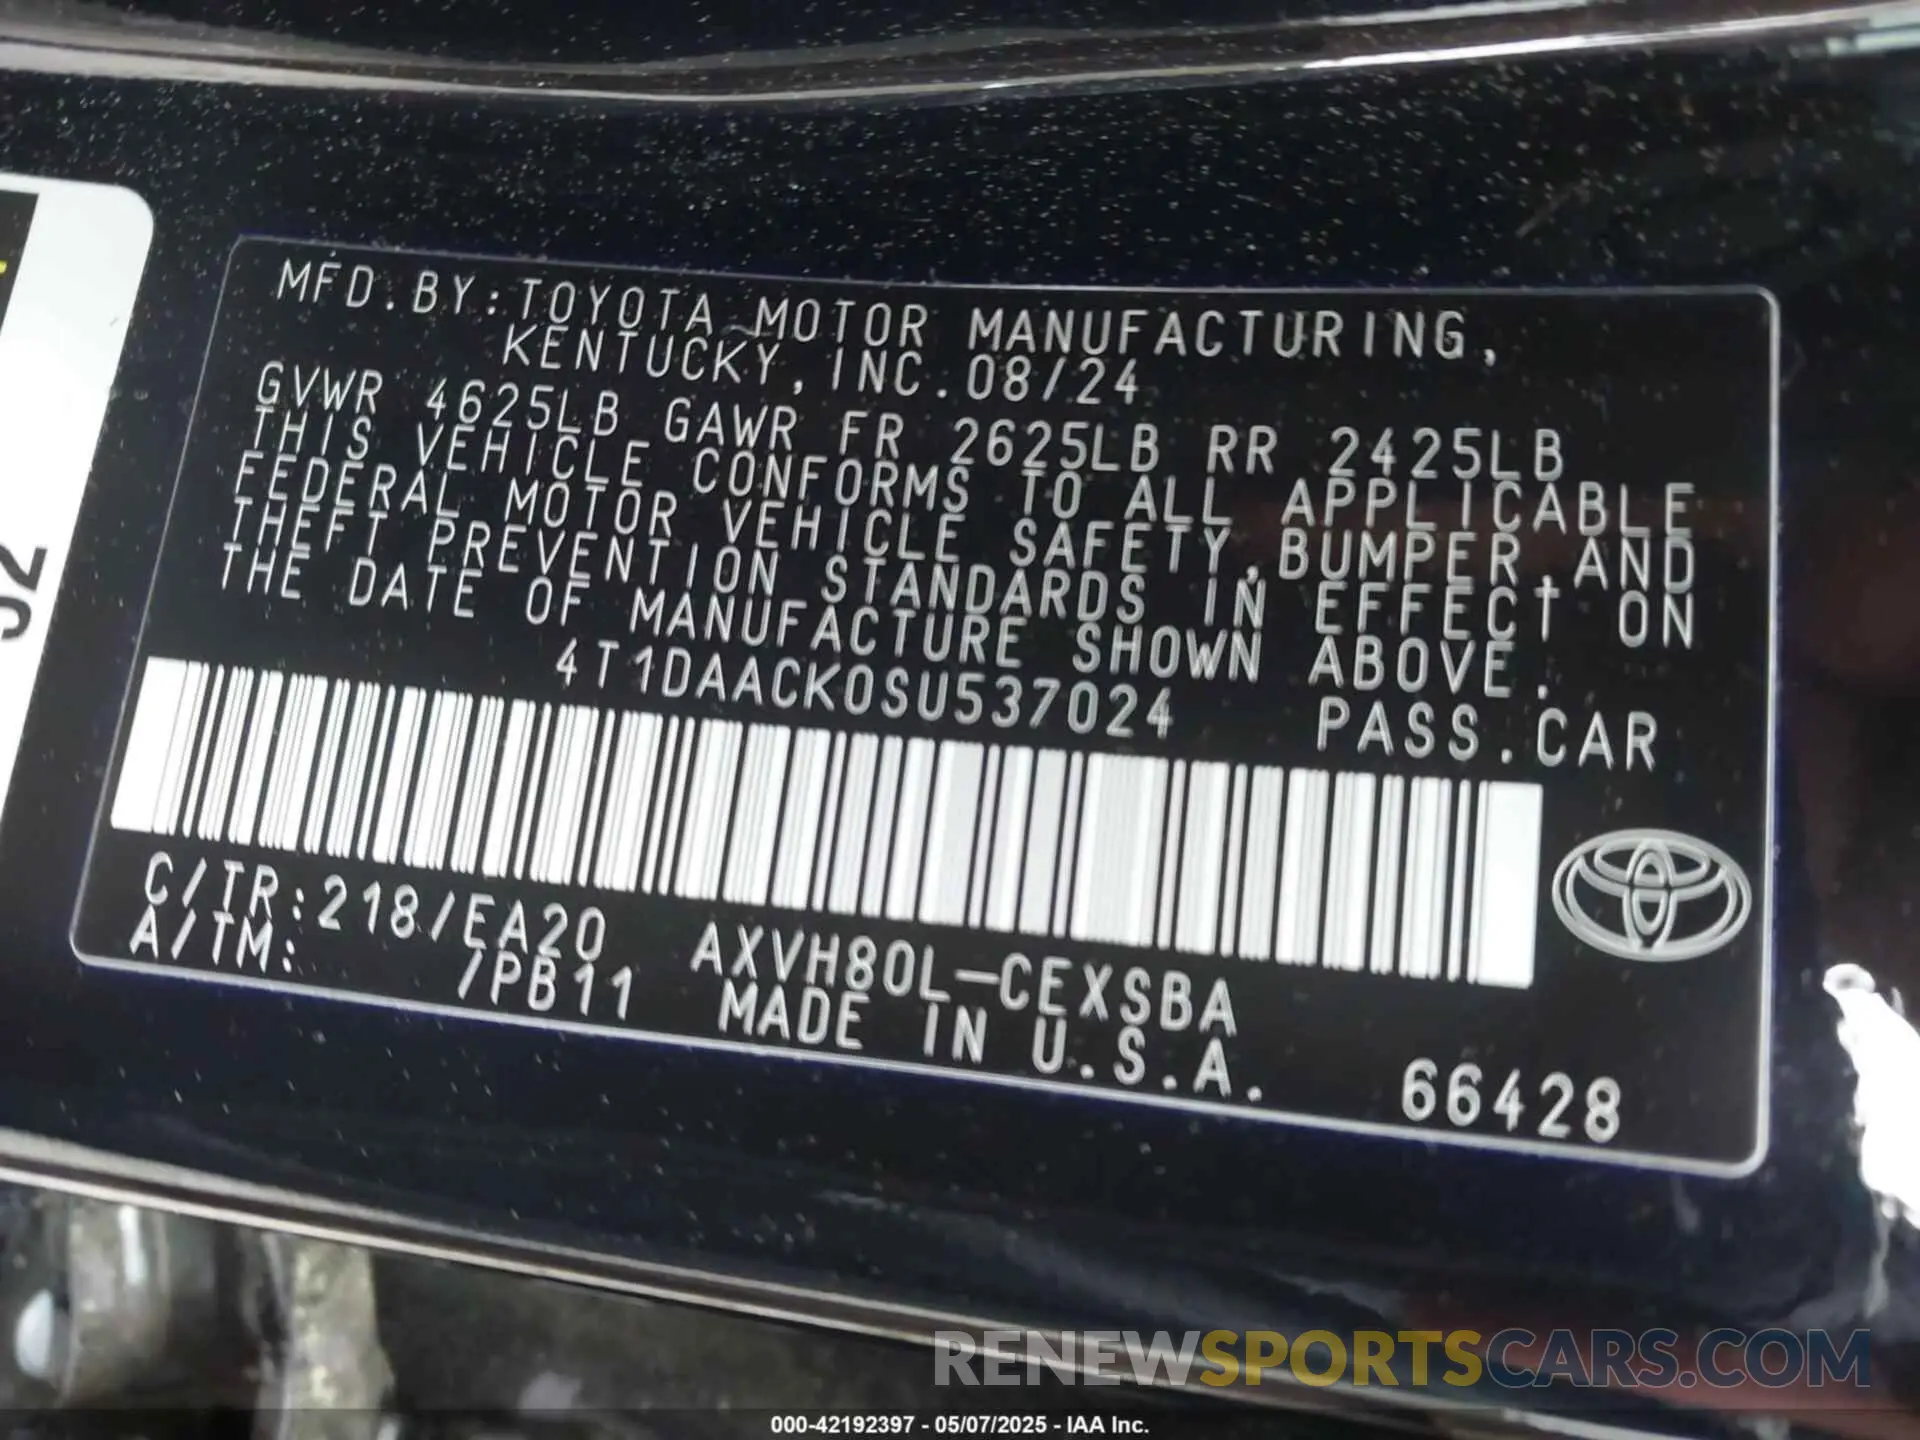 MFD.BY:TOYOTA MOTOR MANUFACTURING,
KENTUCKY,INC.08/24
GVWR 4625LB GAWR FR 2625LB RR 2425LB
THIS VEHICLE CONFORMS TO ALL APPLICABLE
FEDERAL MOTOR VEHICLE SAFETY,BUMPER,AND
THEFT PREVENTION STANDARDS IN EFFECT ON
THE DATE OF MANUFACTURE SHOWN ABOVE.
4T1DAACK0SU537024 PASS.CAR
C/TR:218/EA20 AXVH80L-CEXSBA
A/TM: /PB11 MADE IN U.S.A.
66428
RENEWSPORTSCARS.COM
000-42192397 - 05/07/2025 - IAA Inc.